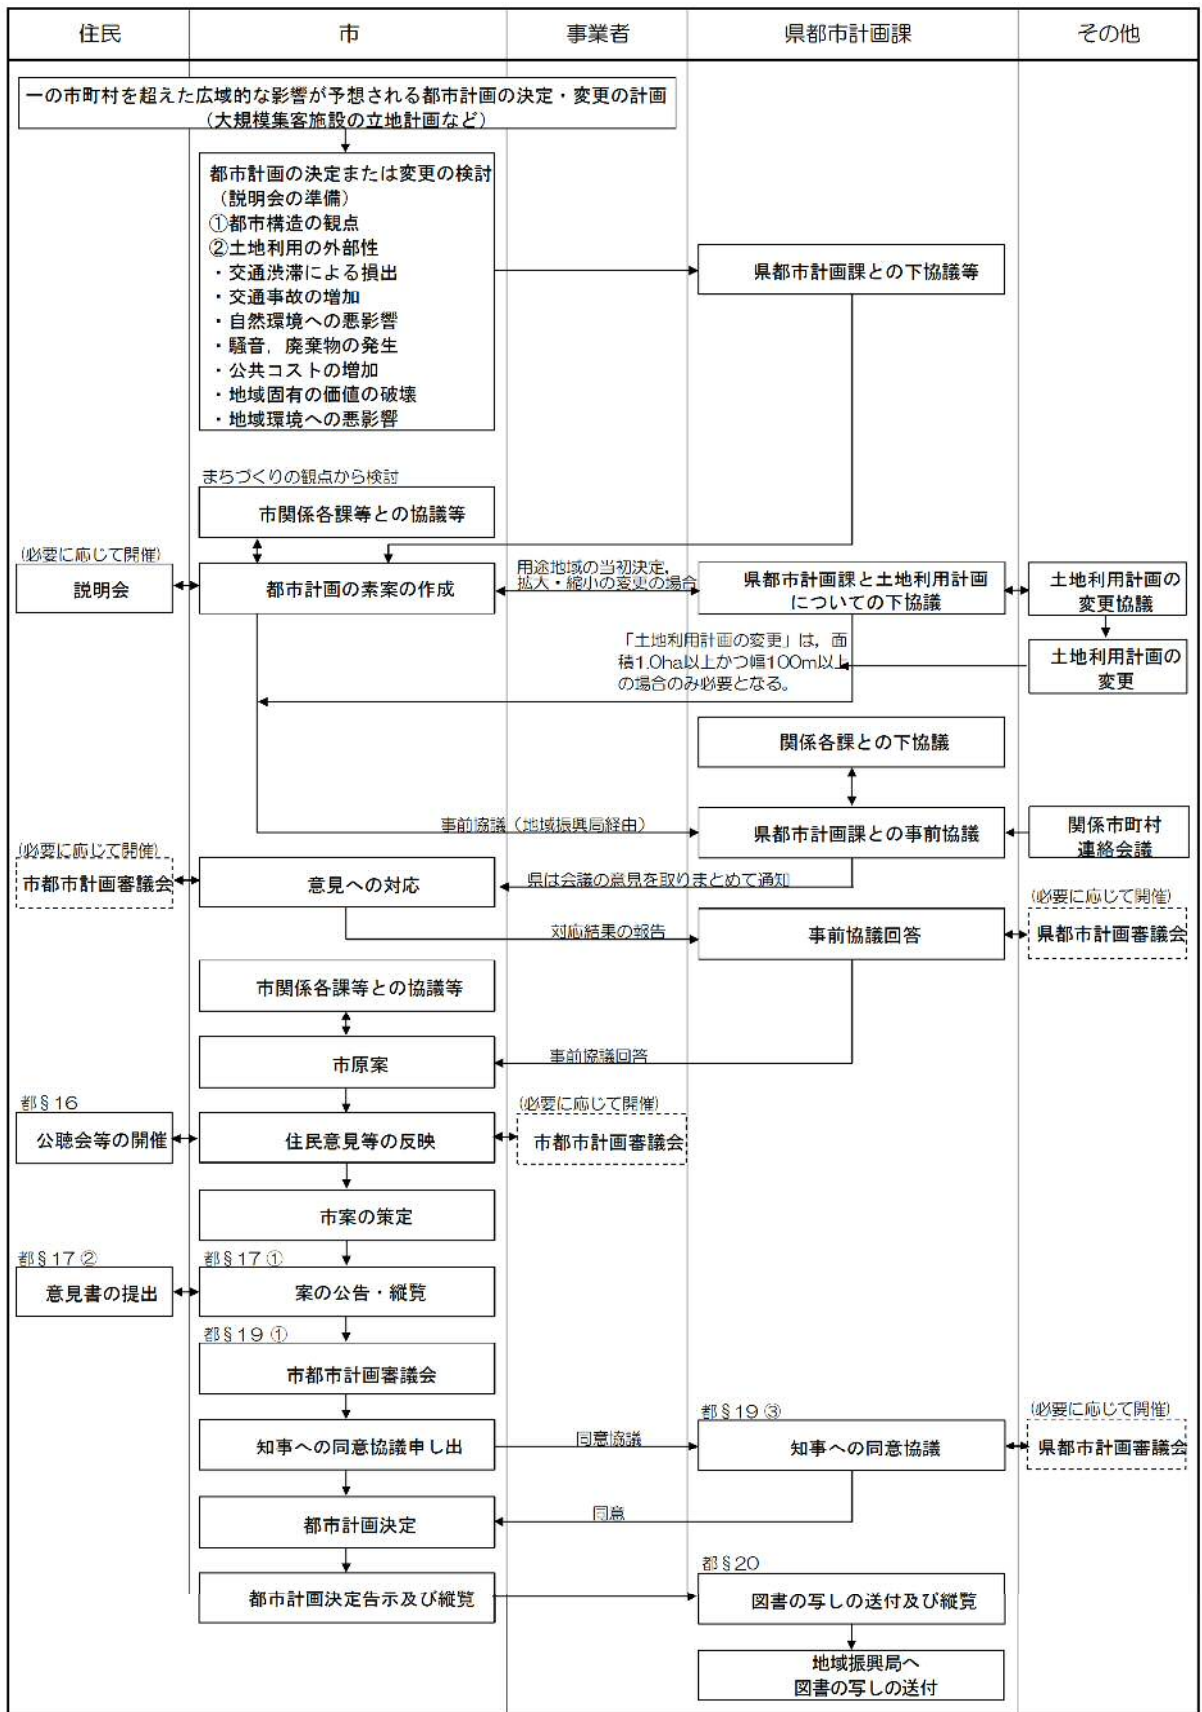 住民
市
事業者
県都市計画課
その他
一の市町村を超えた広域的な影響が予想される都市計画の決定・変更の計画
(大規模集客施設の立地計画など)
都市計画の決定または変更の検討
(説明会の準備)
①都市構造の観点
②土地利用の外部性
・交通渋滞による損出
・交通事故の増加
・自然環境への悪影響
・騒音，廃棄物の発生
・公共コストの増加
・地域固有の価値の破壊
・地域環境への悪影響
県都市計画課との下協議等
まちづくりの観点から検討
市関係各課等との協議等
(必要に応じて開催)
説明会
都市計画の素案の作成
用途地域の当初決定，
拡大・縮小の変更の場合
県都市計画課と土地利用計画
についての下協議
土地利用計画の
変更協議
「土地利用計画の変更」は，面
積1.0ha以上かつ幅100m以上
の場合のみ必要となる。
土地利用計画の
変更
関係各課との下協議
事前協議（地域振興局経由）
県都市計画課との事前協議
関係市町村
連絡会議
(必要に応じて開催)
市都市計画審議会
意見への対応
県は会議の意見を取りまとめて通知
(必要に応じて開催)
対応結果の報告
事前協議回答
県都市計画審議会
市関係各課等との協議等
市原案
事前協議回答
都§16
(必要に応じて開催)
公聴会等の開催
住民意見等の反映
市都市計画審議会
市案の策定
都§17②
都§17①
意見書の提出
案の公告・縦覧
都§19①
市都市計画審議会
都§19③
(必要に応じて開催)
知事への同意協議申し出
同意協議
知事への同意協議
県都市計画審議会
都市計画決定
同意
都§20
都市計画決定告示及び縦覧
図書の写しの送付及び縦覧
地域振興局へ
図書の写しの送付